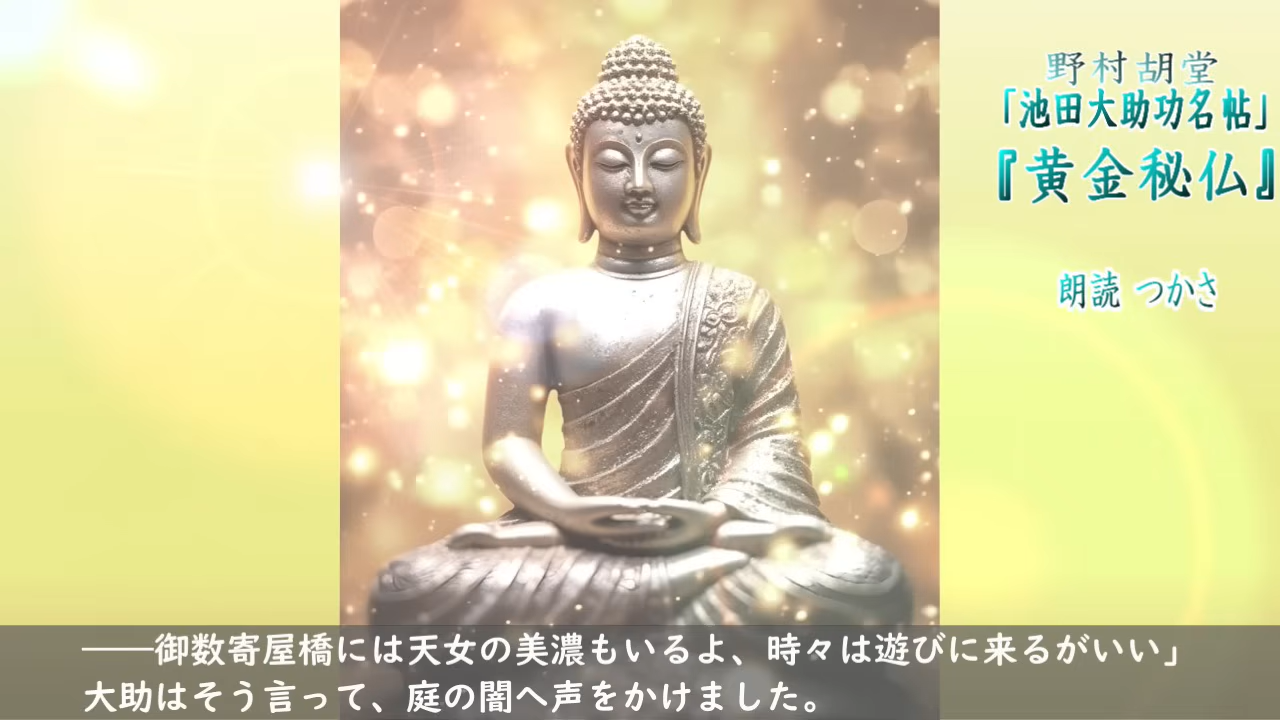 野村胡堂
「池田大助功名帖」
『黄金秘仏』
朗読 つかさ
――御数寄屋橋には天女の美濃もいるよ、時々は遊びに来るがいい」
大助はそう言って、庭の闇へ声をかけました。